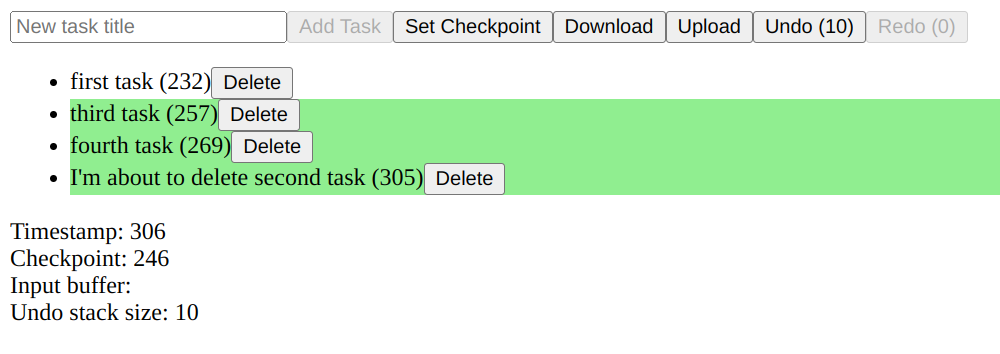 New task title Add Task Set Checkpoint Download Upload Undo (10) Redo (0)
first task (232) Delete
third task (257) Delete
fourth task (269) Delete
I'm about to delete second task (305) Delete
Timestamp: 306
Checkpoint: 246
Input buffer:
Undo stack size: 10